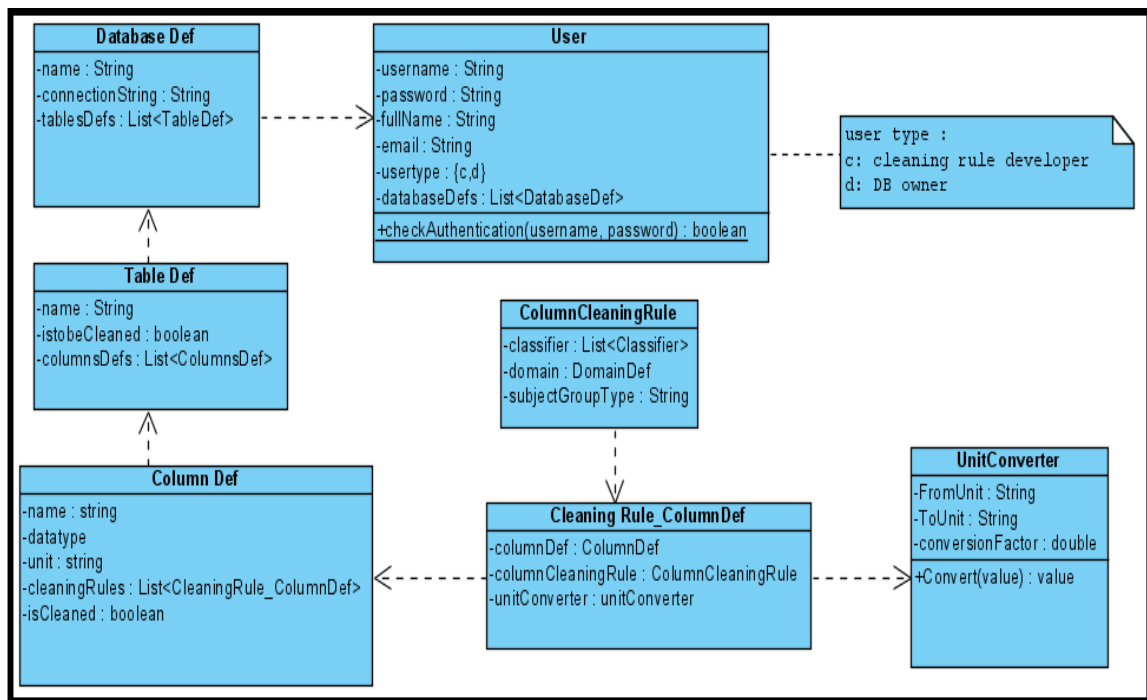 Database Def
-name : String
-connectionString : String
-tablesDefs : List<TableDef>
User
-username : String
-password : String
-fullName : String
-email : String
-usertype : {c,d}
-databaseDefs : List<DatabaseDef>
+checkAuthentication(username, password) : boolean
user type :
c: cleaning rule developer
d: DB owner
Table Def
-name : String
-istobeCleaned : boolean
-columnsDefs : List<ColumnsDef>
ColumnCleaningRule
-classifier : List<Classifier>
-domain : DomainDef
-subjectGroupType : String
Column Def
-name : string
-datatype
-unit : string
-cleaningRules : List<CleaningRule_ColumnDef>
-isCleaned : boolean
Cleaning Rule_ColumnDef
-columnDef : ColumnDef
-columnCleaningRule : ColumnCleaningRule
-unitConverter : unitConverter
UnitConverter
-FromUnit : String
-ToUnit : String
-conversionFactor : double
+Convert(value) : value